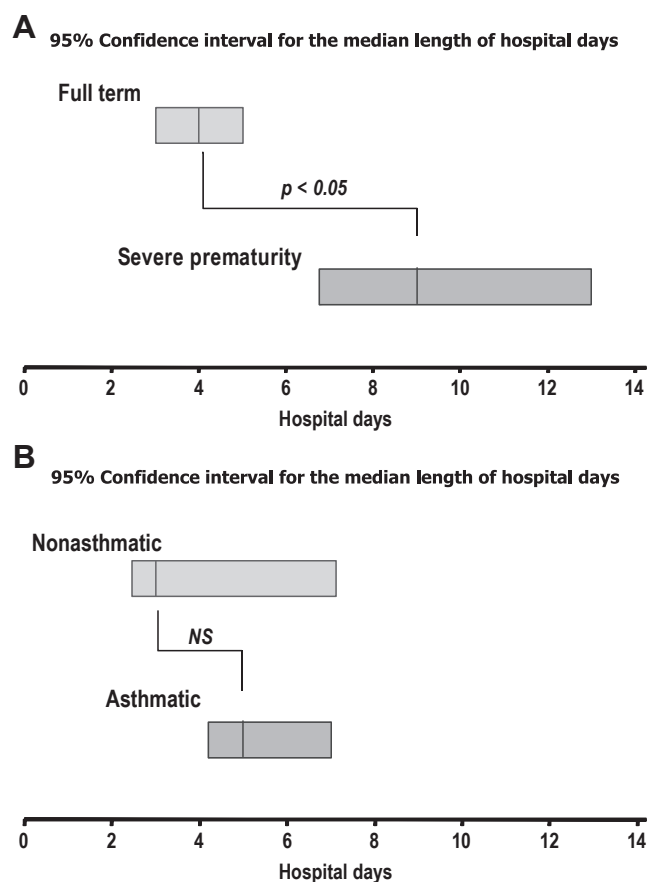 A
95% Confidence interval for the median length of hospital days
Full term
p < 0.05
Severe prematurity
0 2 4 6 8 10 12 14
Hospital days
B
95% Confidence interval for the median length of hospital days
Nonasthmatic
NS
Asthmatic
0 2 4 6 8 10 12 14
Hospital days